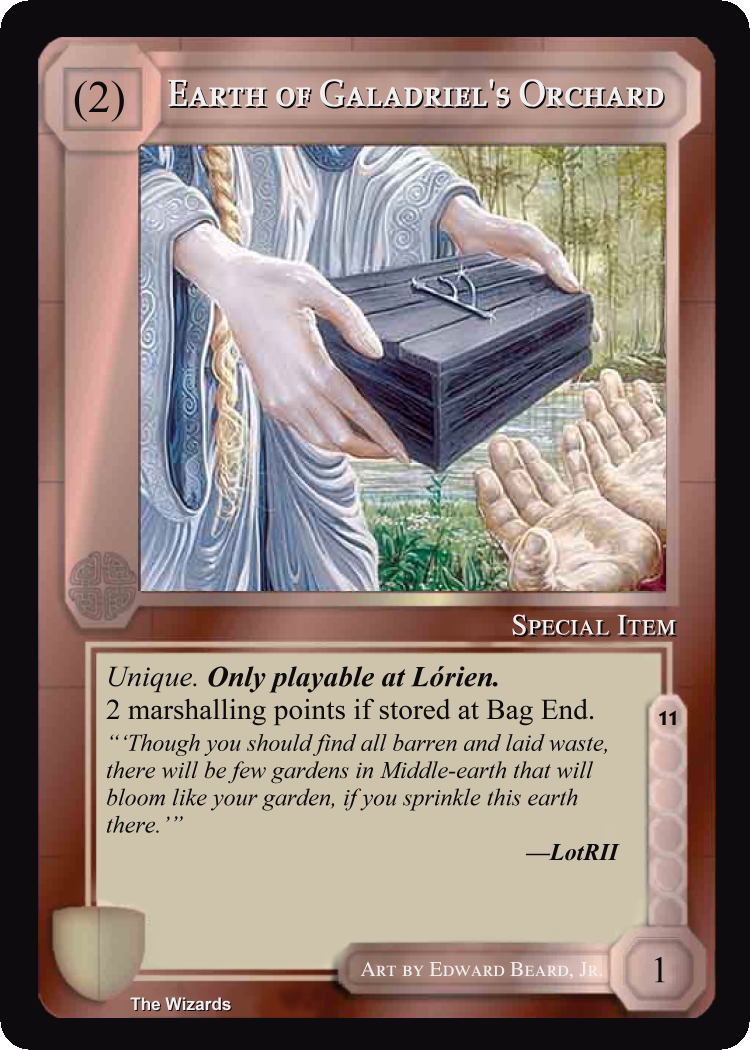 (2) Earth of Galadriel's Orchard
Special Item
Unique. Only playable at Lórien.
2 marshalling points if stored at Bag End.
“‘Though you should find all barren and laid waste,
there will be few gardens in Middle-earth that will
bloom like your garden, if you sprinkle this earth
there.’”
—LotRII
11
Art by Edward Beard, Jr.
1
The Wizards